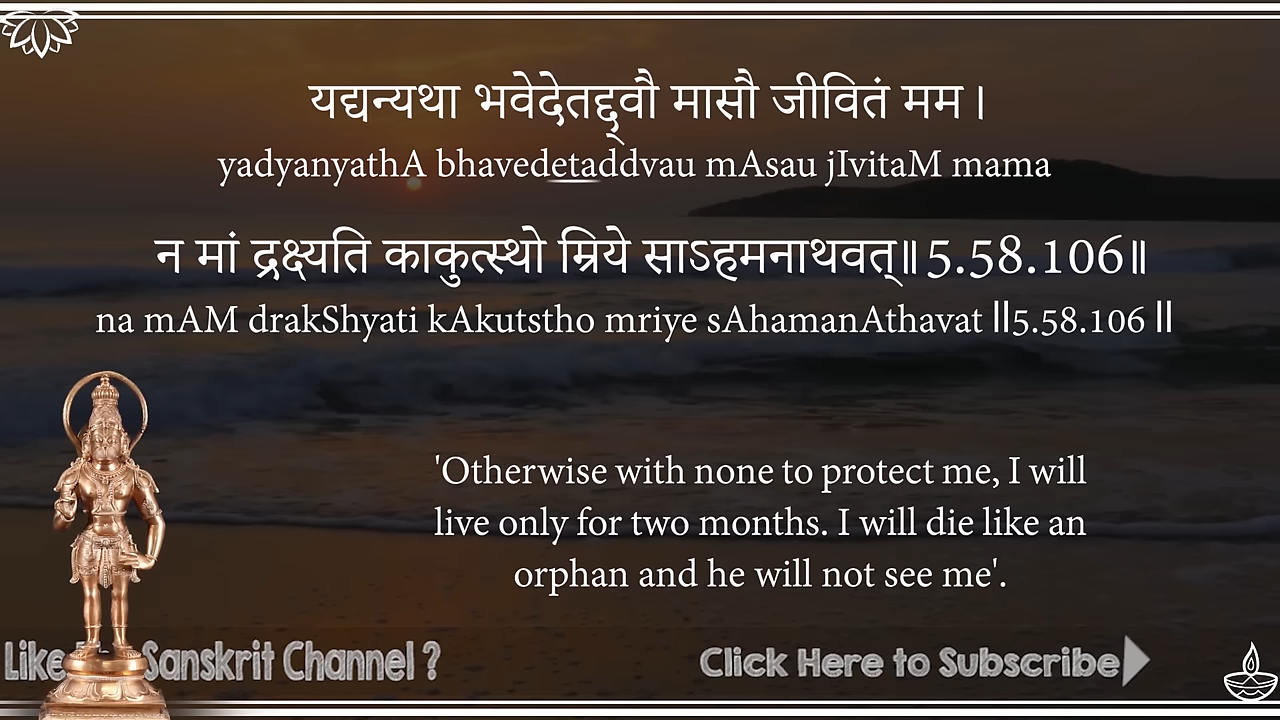 यद्यन्यथा भवेदेतद्द्वौ मासौ जीवितं मम।
yadyanyathA bhavedetaddvau mAsau jIvitaM mama
न मां द्रक्ष्यति काकुत्स्थो म्रिये साऽहमनाथवत्॥5.58.106॥
na mAM drakShyati kAkutstho mriye sAhamanAthavat ॥5.58.106 ॥
'Otherwise with none to protect me, I will
live only for two months. I will die like an
orphan and he will not see me'.
Like Sanskrit Channel ?
Click Here to Subscribe